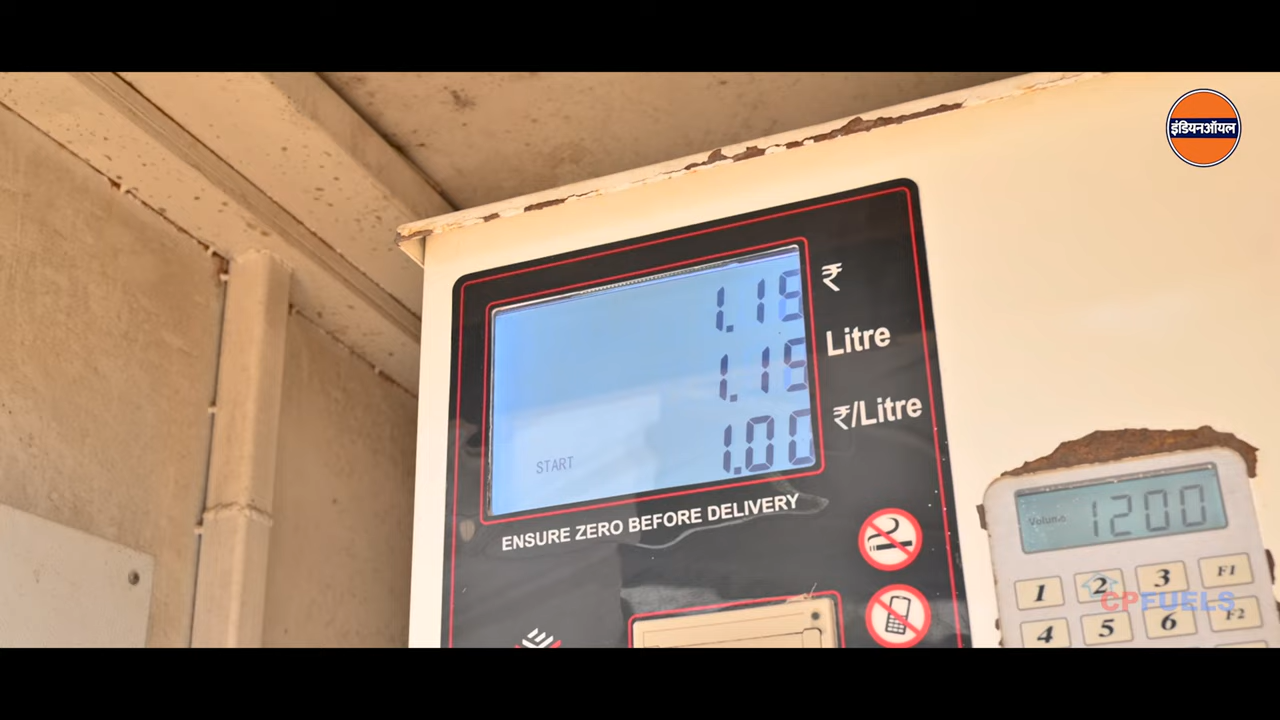 इंडियनऑयल
1.15 ₹
1.15 Litre
1.00 ₹/Litre
START
ENSURE ZERO BEFORE DELIVERY
Volume 1200
1 2 3 F1
CPFUELS
4 5 6 F2